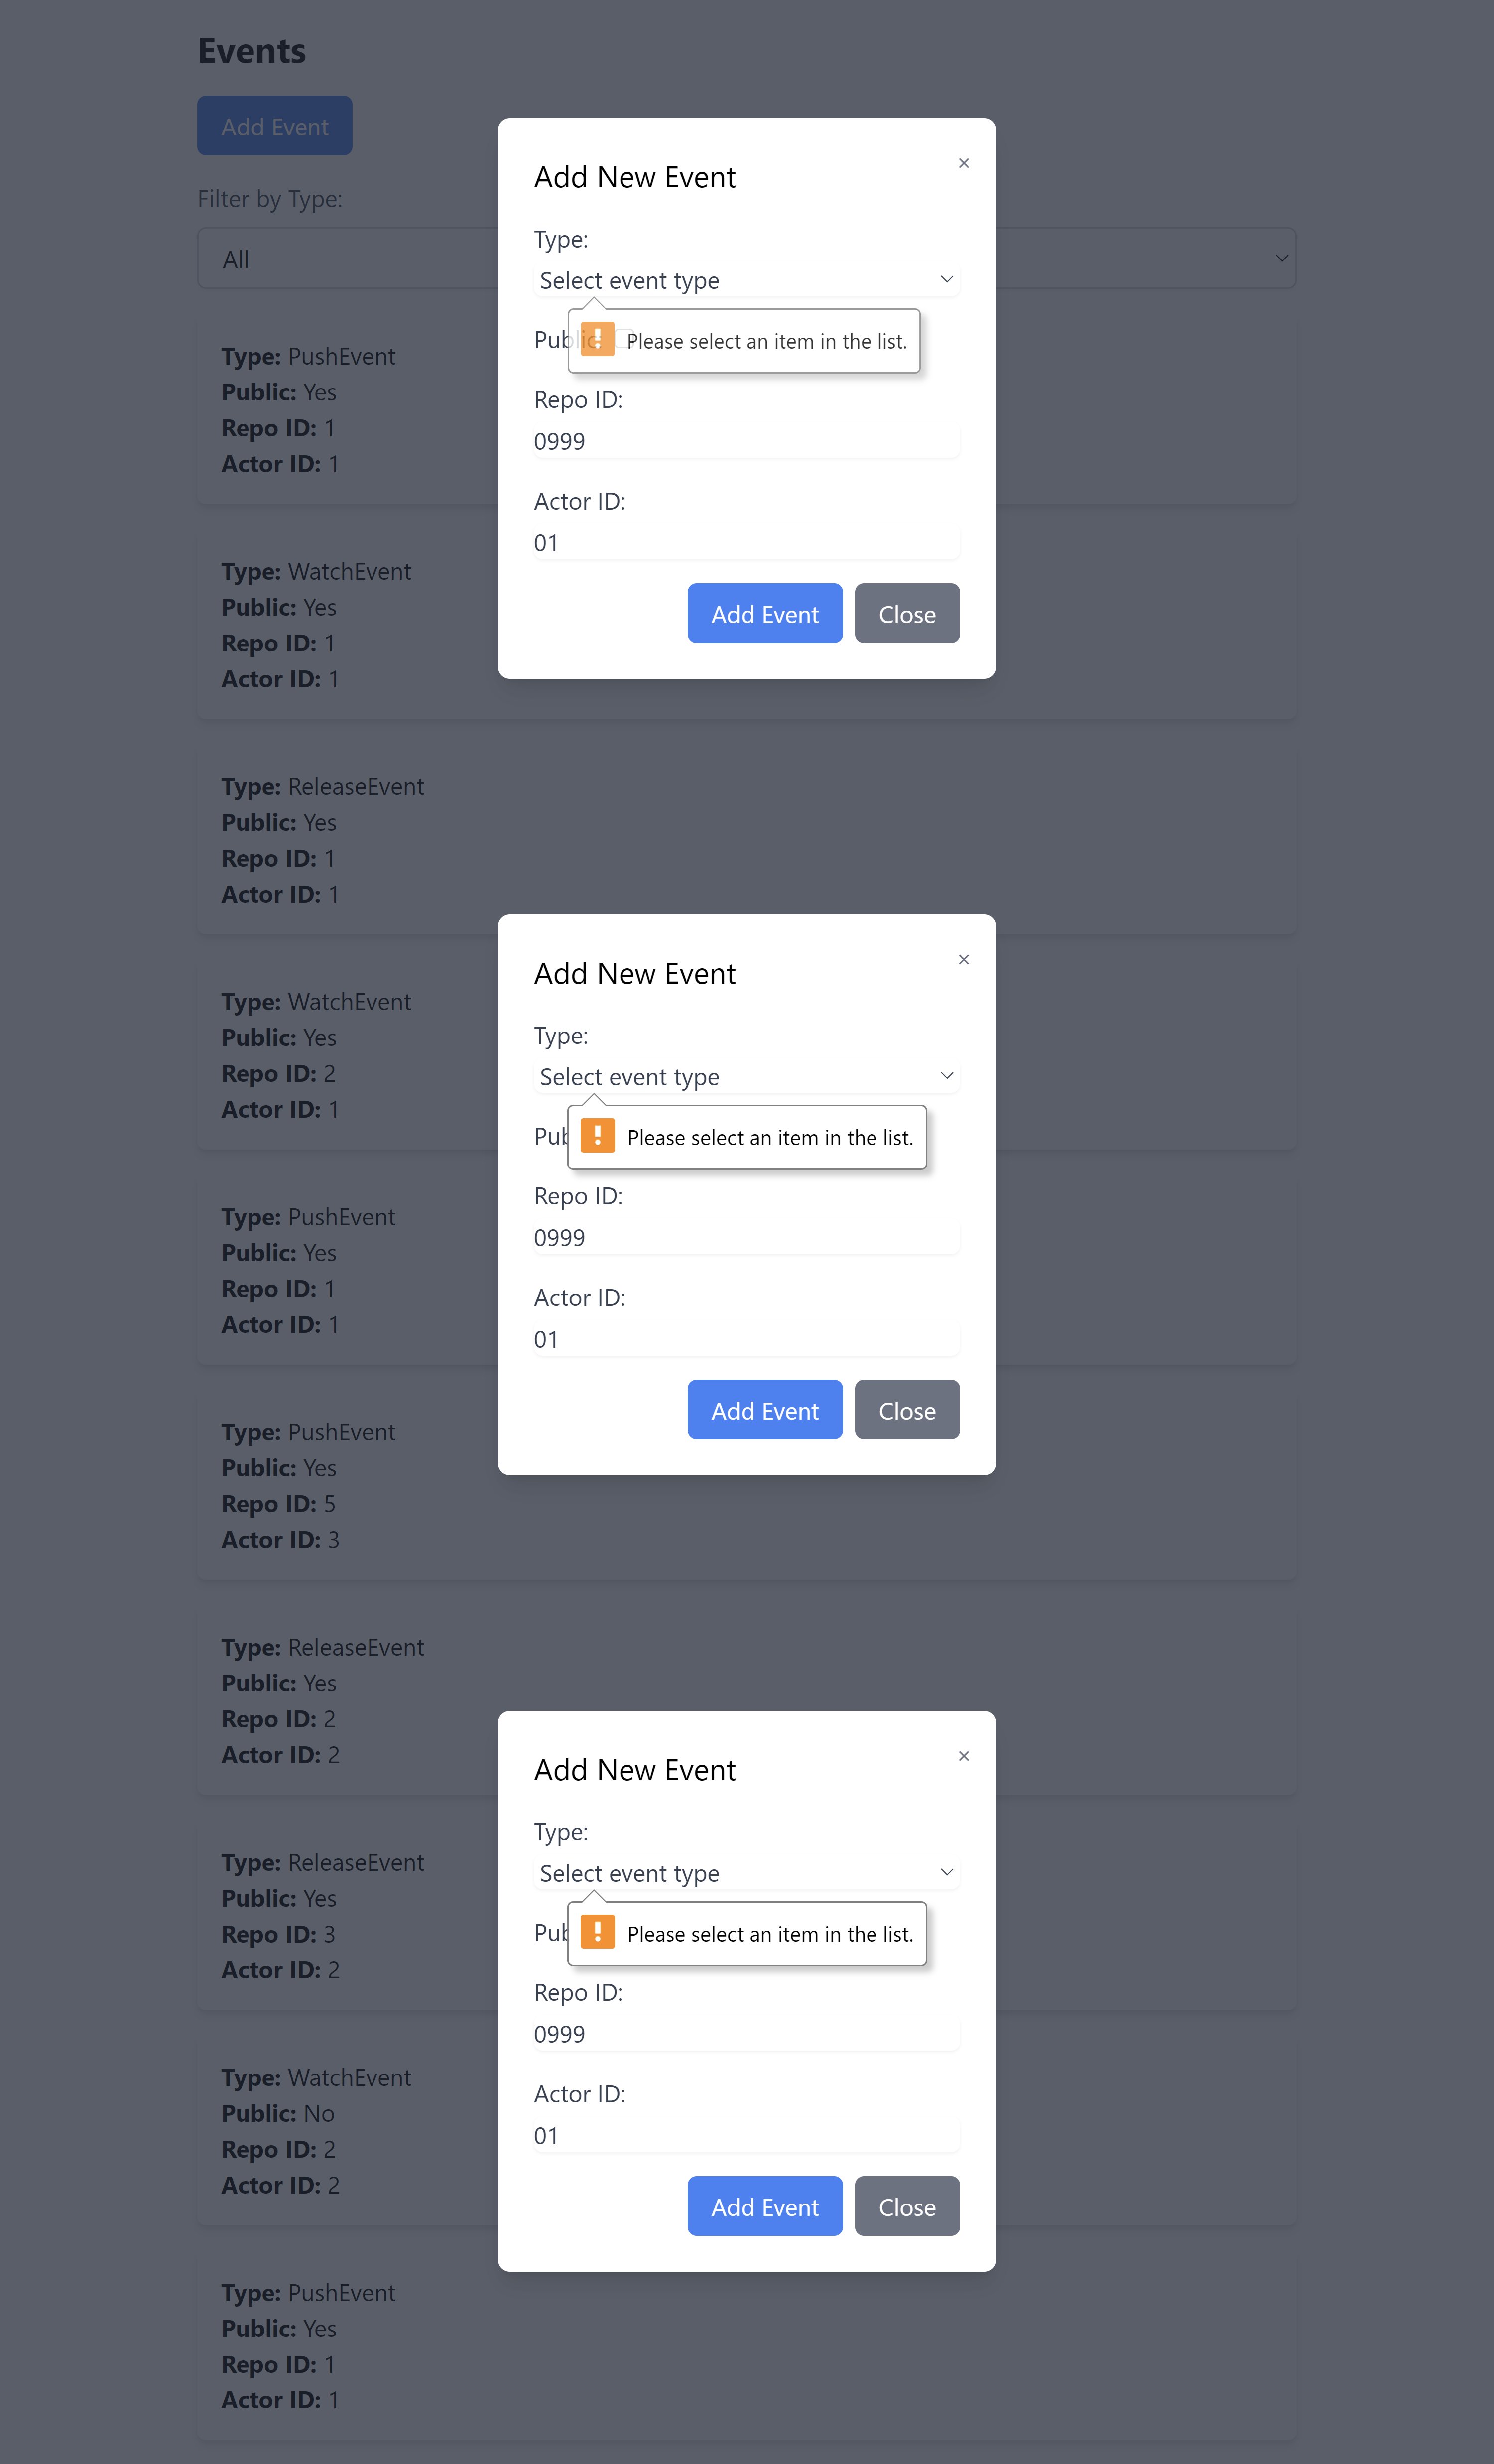 Events
Add Event
Filter by Type:
All
Type: PushEvent
Public: Yes
Repo ID: 1
Actor ID: 1
Type: WatchEvent
Public: Yes
Repo ID: 1
Actor ID: 1
Type: ReleaseEvent
Public: Yes
Repo ID: 1
Actor ID: 1
Type: WatchEvent
Public: Yes
Repo ID: 2
Actor ID: 1
Type: PushEvent
Public: Yes
Repo ID: 1
Actor ID: 1
Type: PushEvent
Public: Yes
Repo ID: 5
Actor ID: 3
Type: ReleaseEvent
Public: Yes
Repo ID: 2
Actor ID: 2
Type: ReleaseEvent
Public: Yes
Repo ID: 3
Actor ID: 2
Type: WatchEvent
Public: No
Repo ID: 2
Actor ID: 2
Type: PushEvent
Public: Yes
Repo ID: 1
Actor ID: 1
Add New Event
×
Type:
Select event type
Public
Please select an item in the list.
Repo ID:
0999
Actor ID:
01
Add Event
Close
Add New Event
×
Type:
Select event type
Pub
Please select an item in the list.
Repo ID:
0999
Actor ID:
01
Add Event
Close
Add New Event
×
Type:
Select event type
Pub
Please select an item in the list.
Repo ID:
0999
Actor ID:
01
Add Event
Close